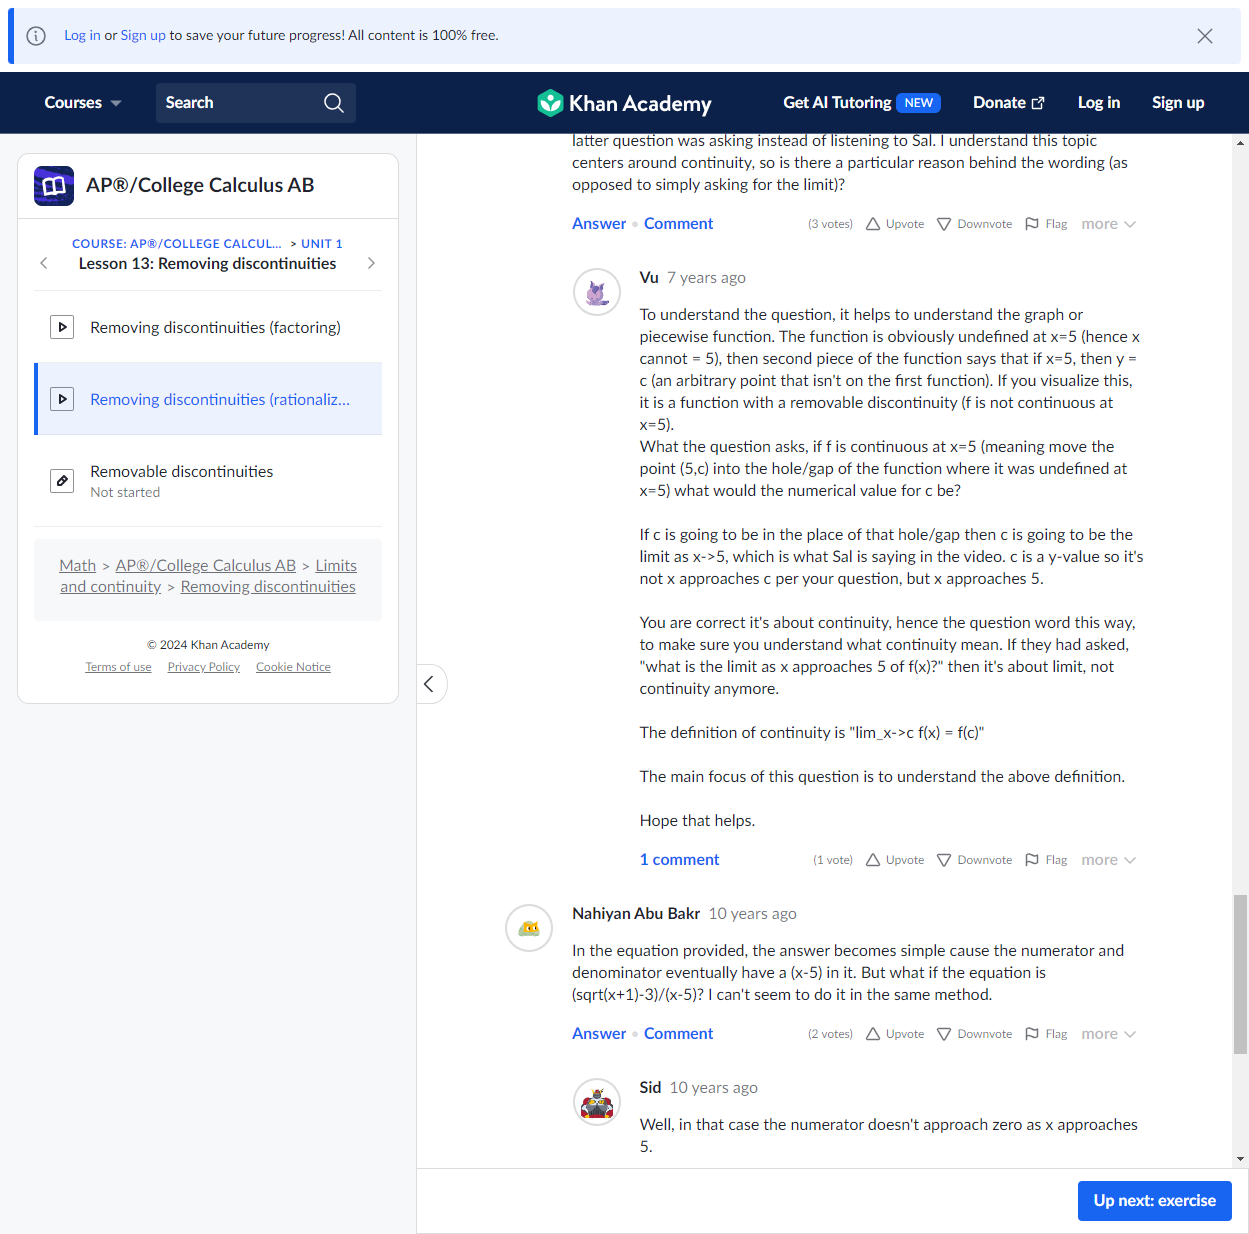 Log in or Sign up to save your future progress! All content is 100% free.
Courses
Search
Khan Academy
Get AI Tutoring NEW
Donate
Log in
Sign up
AP®/College Calculus AB
COURSE: AP®/COLLEGE CALCUL... > UNIT 1
Lesson 13: Removing discontinuities
Removing discontinuities (factoring)
Removing discontinuities (rationaliz...
Removable discontinuities
Not started
Math > AP®/College Calculus AB > Limits
and continuity > Removing discontinuities
© 2024 Khan Academy
Terms of use Privacy Policy Cookie Notice
latter question was asking instead of listening to Sal. I understand this topic
centers around continuity, so is there a particular reason behind the wording (as
opposed to simply asking for the limit)?
Answer • Comment (3 votes) Upvote Downvote Flag more
Vu 7 years ago
To understand the question, it helps to understand the graph or
piecewise function. The function is obviously undefined at x=5 (hence x
cannot = 5), then second piece of the function says that if x=5, then y =
c (an arbitrary point that isn't on the first function). If you visualize this,
it is a function with a removable discontinuity (f is not continuous at
x=5).
What the question asks, if f is continuous at x=5 (meaning move the
point (5,c) into the hole/gap of the function where it was undefined at
x=5) what would the numerical value for c be?
If c is going to be in the place of that hole/gap then c is going to be the
limit as x->5, which is what Sal is saying in the video. c is a y-value so it's
not x approaches c per your question, but x approaches 5.
You are correct it's about continuity, hence the question word this way,
to make sure you understand what continuity mean. If they had asked,
"what is the limit as x approaches 5 of f(x)?" then it's about limit, not
continuity anymore.
The definition of continuity is "lim_x->c f(x) = f(c)"
The main focus of this question is to understand the above definition.
Hope that helps.
1 comment (1 vote) Upvote Downvote Flag more
Nahiyan Abu Bakr 10 years ago
In the equation provided, the answer becomes simple cause the numerator and
denominator eventually have a (x-5) in it. But what if the equation is
(sqrt(x+1)-3)/(x-5)? I can't seem to do it in the same method.
Answer • Comment (2 votes) Upvote Downvote Flag more
Sid 10 years ago
Well, in that case the numerator doesn't approach zero as x approaches
5.
Up next: exercise